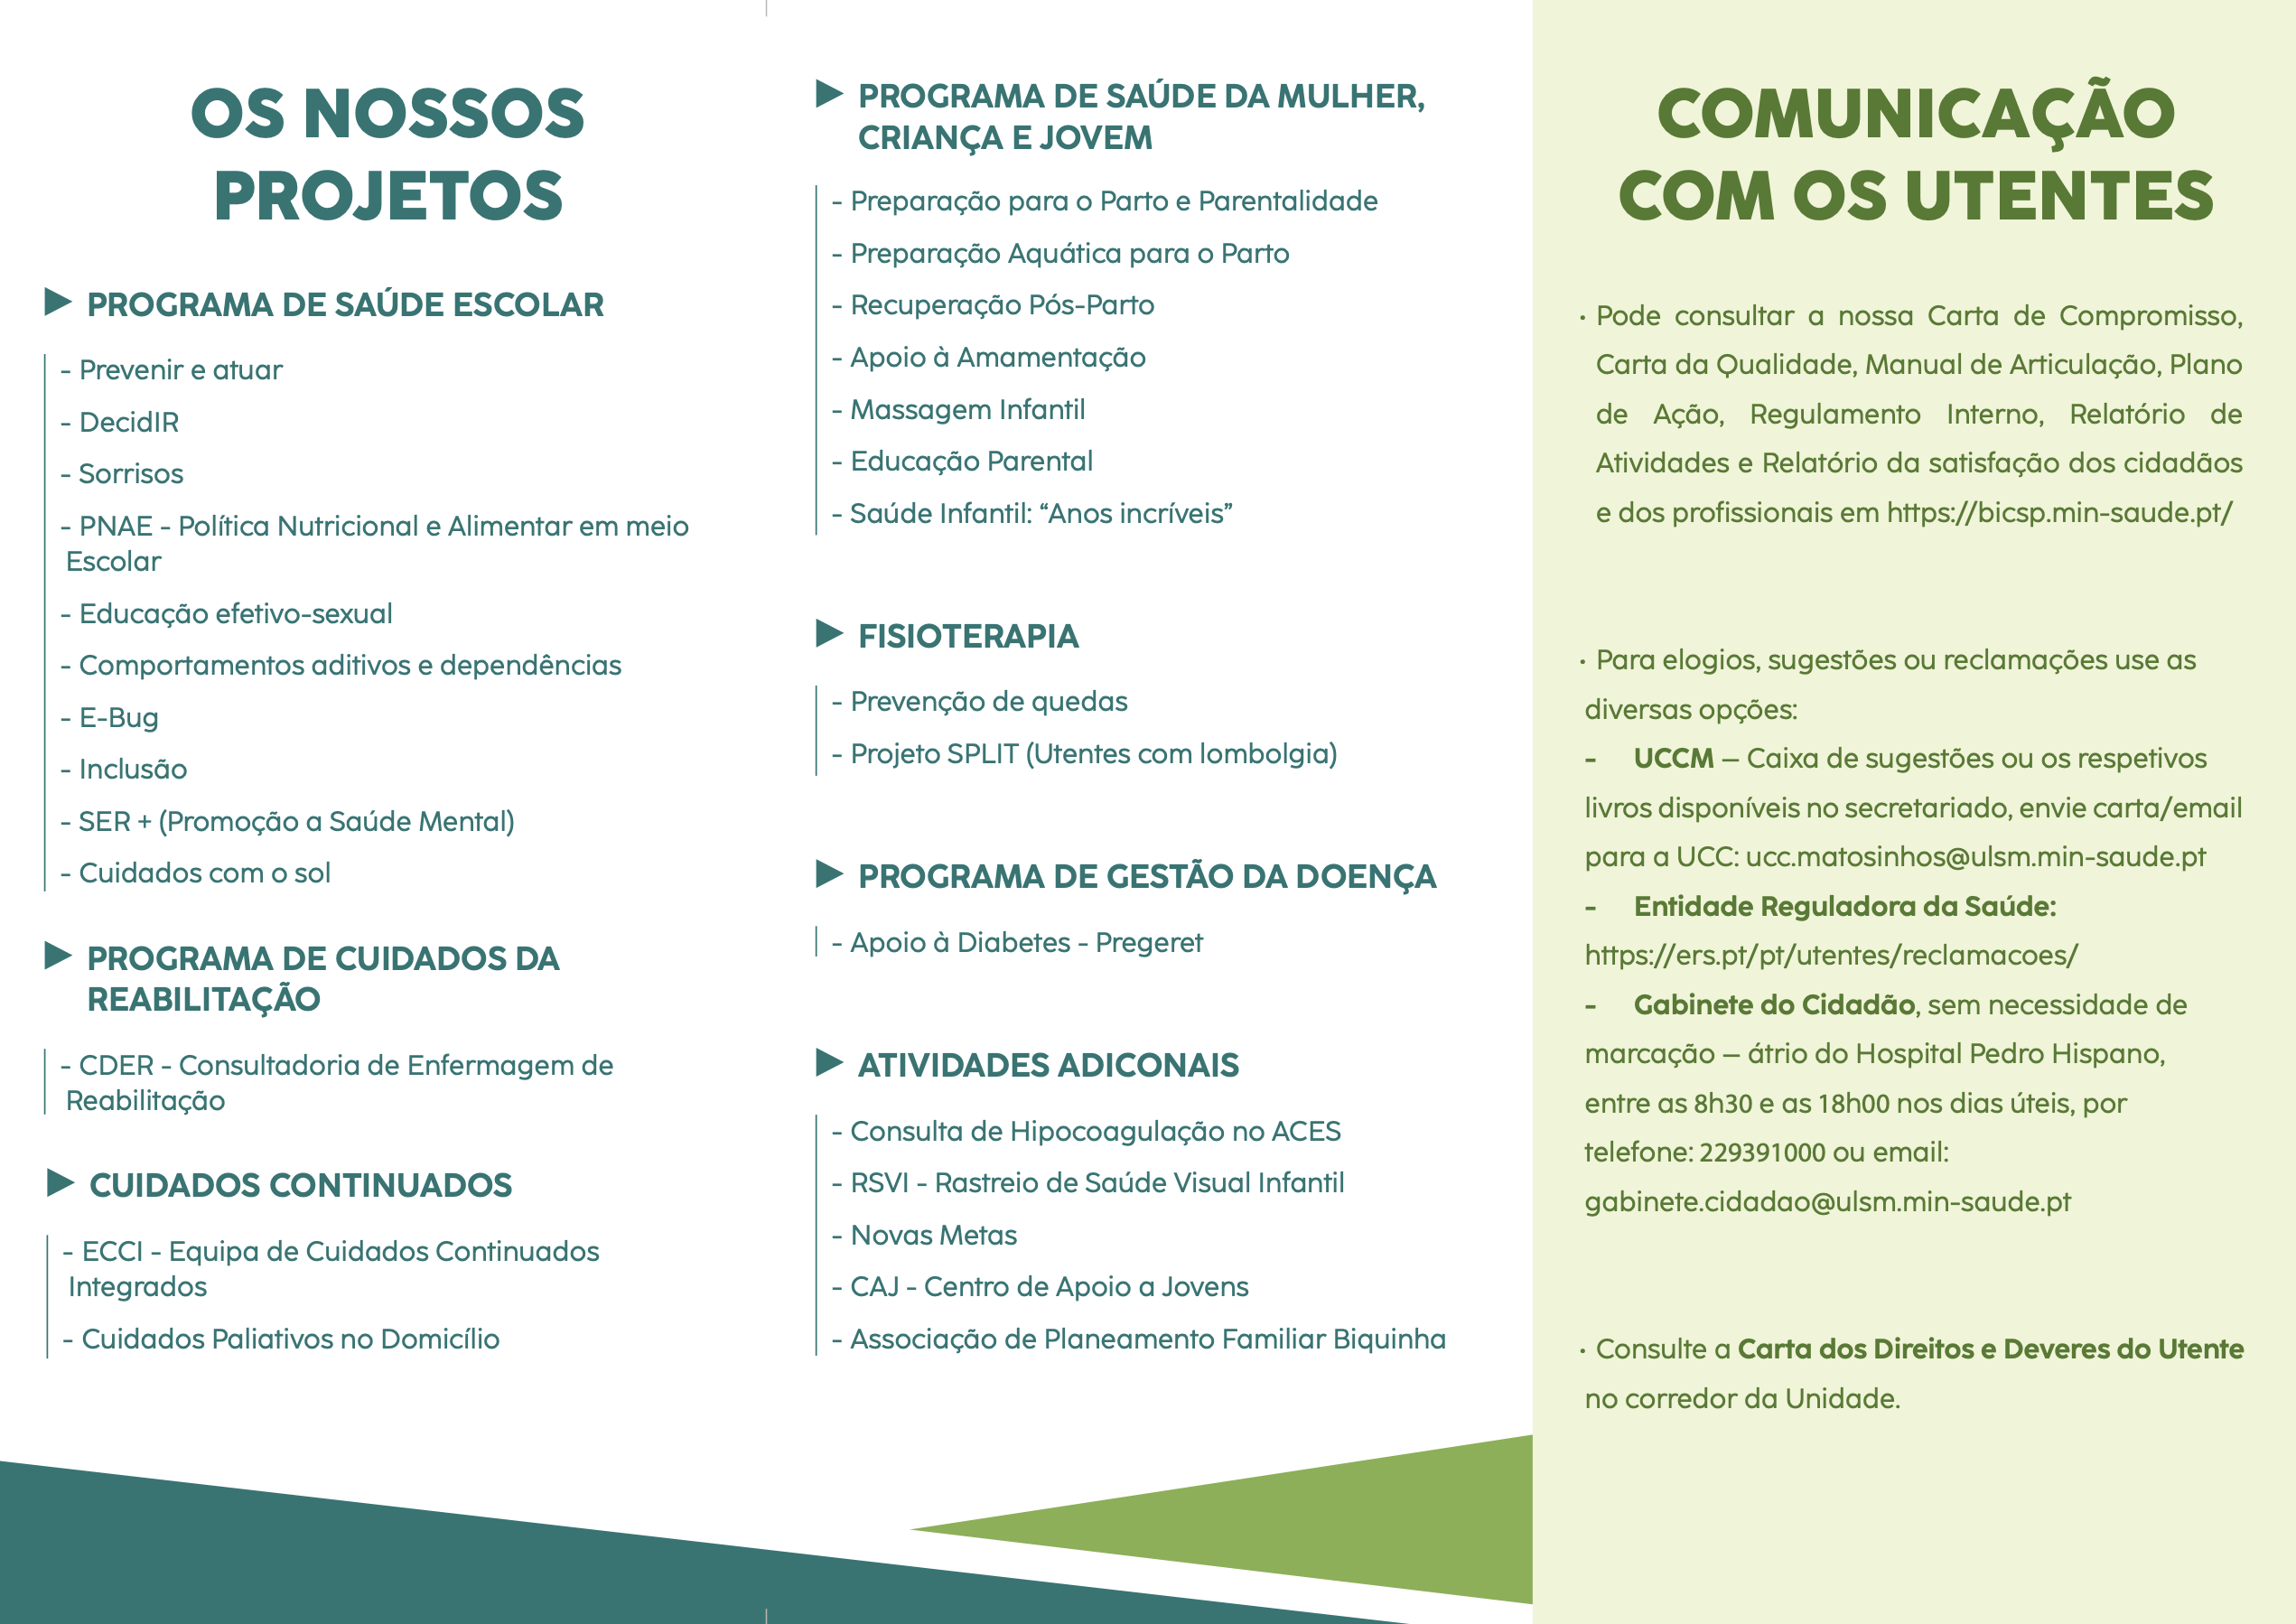 OS NOSSOS
PROJETOS
PROGRAMA DE SAÚDE ESCOLAR
- Prevenir e atuar
- DecidIR
- Sorrisos
- PNAE - Política Nutricional e Alimentar em meio
Escolar
- Educação efetivo-sexual
- Comportamentos aditivos e dependências
- E-Bug
- Inclusão
- SER + (Promoção a Saúde Mental)
- Cuidados com o sol
PROGRAMA DE CUIDADOS DA
REABILITAÇÃO
- CDER - Consultadoria de Enfermagem de
Reabilitação
CUIDADOS CONTINUADOS
- ECCI - Equipa de Cuidados Continuados
Integrados
- Cuidados Paliativos no Domicílio
PROGRAMA DE SAÚDE DA MULHER,
CRIANÇA E JOVEM
- Preparação para o Parto e Parentalidade
- Preparação Aquática para o Parto
- Recuperação Pós-Parto
- Apoio à Amamentação
- Massagem Infantil
- Educação Parental
- Saúde Infantil: “Anos incríveis”
FISIOTERAPIA
- Prevenção de quedas
- Projeto SPLIT (Utentes com lombolgia)
PROGRAMA DE GESTÃO DA DOENÇA
- Apoio à Diabetes - Pregeret
ATIVIDADES ADICONAIS
- Consulta de Hipocoagulação no ACES
- RSVI - Rastreio de Saúde Visual Infantil
- Novas Metas
- CAJ - Centro de Apoio a Jovens
- Associação de Planeamento Familiar Biquinha
COMUNICAÇÃO
COM OS UTENTES
· Pode consultar a nossa Carta de Compromisso,
Carta da Qualidade, Manual de Articulação, Plano
de Ação, Regulamento Interno, Relatório de
Atividades e Relatório da satisfação dos cidadãos
e dos profissionais em https://bicsp.min-saude.pt/
· Para elogios, sugestões ou reclamações use as
diversas opções:
- UCCM – Caixa de sugestões ou os respetivos
livros disponíveis no secretariado, envie carta/email
para a UCC: ucc.matosinhos@ulsm.min-saude.pt
- Entidade Reguladora da Saúde:
https://ers.pt/pt/utentes/reclamacoes/
- Gabinete do Cidadão, sem necessidade de
marcação – átrio do Hospital Pedro Hispano,
entre as 8h30 e as 18h00 nos dias úteis, por
telefone: 229391000 ou email:
gabinete.cidadao@ulsm.min-saude.pt
· Consulte a Carta dos Direitos e Deveres do Utente
no corredor da Unidade.